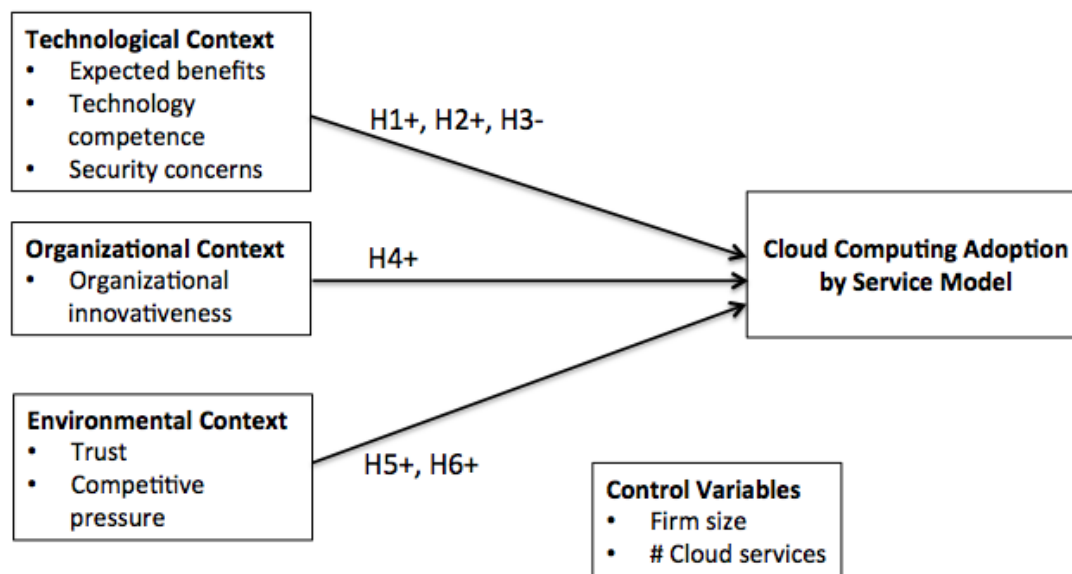 Technological Context
• Expected benefits
• Technology
competence
• Security concerns
H1+, H2+, H3-
Organizational Context
• Organizational
innovativeness
H4+
Cloud Computing Adoption
by Service Model
Environmental Context
• Trust
• Competitive
pressure
H5+, H6+
Control Variables
• Firm size
• # Cloud services